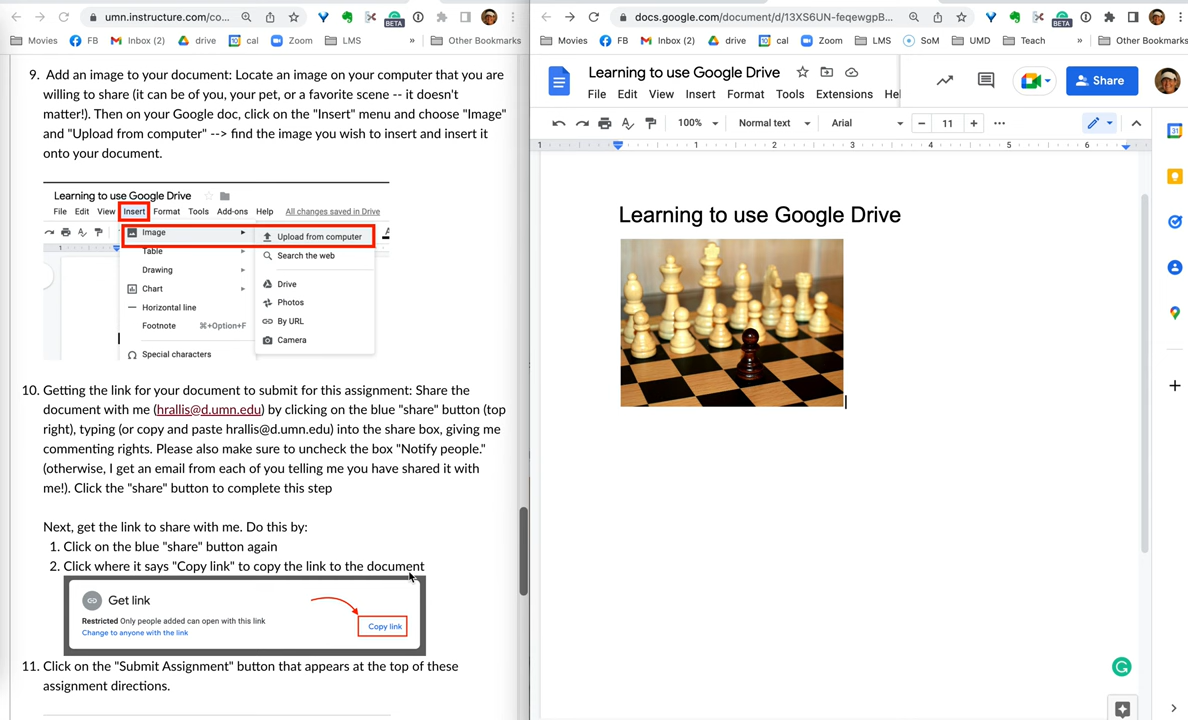 umn.instructure.com/co...
Movies FB Inbox (2) drive cal Zoom LMS » Other Bookmarks
9. Add an image to your document: Locate an image on your computer that you are
willing to share (it can be of you, your pet, or a favorite scene -- it doesn't
matter!). Then on your Google doc, click on the "Insert" menu and choose "Image"
and "Upload from computer" --> find the image you wish to insert and insert it
onto your document.
Learning to use Google Drive
File Edit View Insert Format Tools Add-ons Help All changes saved in Drive
Image
Upload from computer
Table
Search the web
Drawing
Drive
Chart
Photos
Horizontal line
By URL
Footnote ⌘+Option+F
Camera
Special characters
10. Getting the link for your document to submit for this assignment: Share the
document with me (hrallis@d.umn.edu) by clicking on the blue "share" button (top
right), typing (or copy and paste hrallis@d.umn.edu) into the share box, giving me
commenting rights. Please also make sure to uncheck the box "Notify people."
(otherwise, I get an email from each of you telling me you have shared it with
me!). Click the "share" button to complete this step
Next, get the link to share with me. Do this by:
1. Click on the blue "share" button again
2. Click where it says "Copy link" to copy the link to the document
Get link
Restricted Only people added can open with this link
Change to anyone with the link
Copy link
11. Click on the "Submit Assignment" button that appears at the top of these
assignment directions.
docs.google.com/document/d/13XS6UN-feqewgpB...
BETA
BETA
Movies FB Inbox (2) drive cal Zoom LMS SoM UMD Teach » Other Bookmarks
Learning to use Google Drive
File Edit View Insert Format Tools Extensions Hel
Share
100% Normal text Arial 11
1 1 2 3 4 5 6
31
Learning to use Google Drive